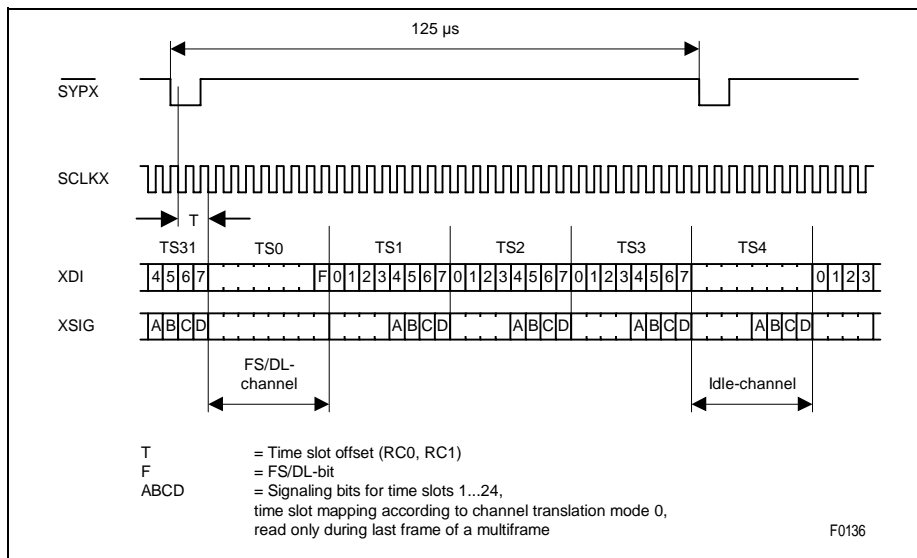 125 µs
SYPX
SCLKX
T
TS31 TS0 TS1 TS2 TS3 TS4
XDI 4 5 6 7 F 0 1 2 3 4 5 6 7 0 1 2 3 4 5 6 7 0 1 2 3 4 5 6 7 0 1 2 3
XSIG A B C D A B C D A B C D A B C D A B C D
FS/DL-
channel
Idle-channel
T = Time slot offset (RC0, RC1)
F = FS/DL-bit
ABCD = Signaling bits for time slots 1...24,
time slot mapping according to channel translation mode 0,
read only during last frame of a multiframe
F0136